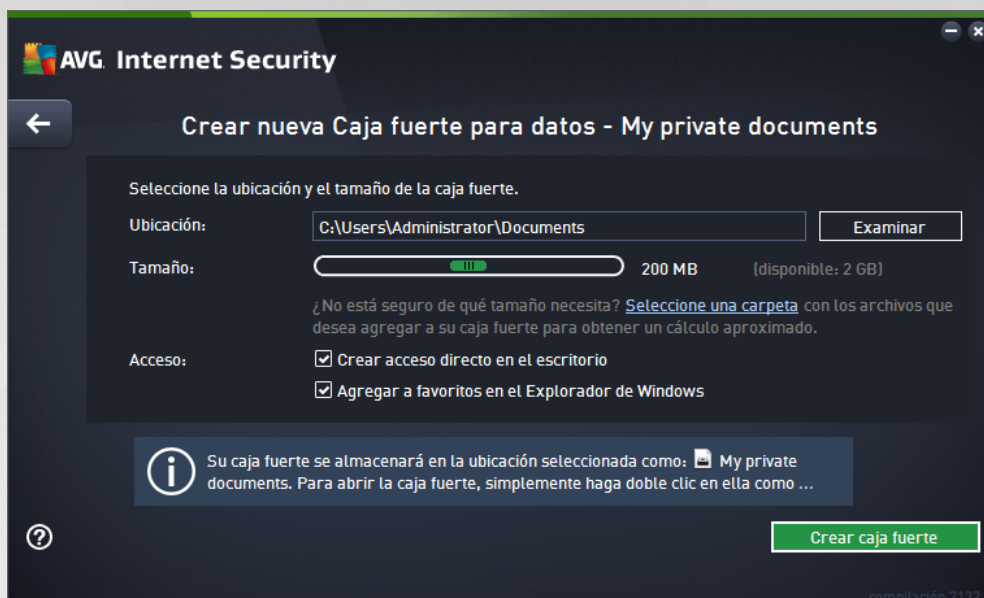 AVG. Internet Security
Crear nueva Caja fuerte para datos - My private documents
Seleccione la ubicación y el tamaño de la caja fuerte.
Ubicación:
C:\Users\Administrator\Documents
Examinar
Tamaño:
200 MB
(disponible: 2 GB)
¿No está seguro de qué tamaño necesita? Seleccione una carpeta con los archivos que
desea agregar a su caja fuerte para obtener un cálculo aproximado.
Acceso:
Crear acceso directo en el escritorio
Agregar a favoritos en el Explorador de Windows
Su caja fuerte se almacenará en la ubicación seleccionada como: My private
documents. Para abrir la caja fuerte, simplemente haga doble clic en ella como ...
Crear caja fuerte
compilación 7132